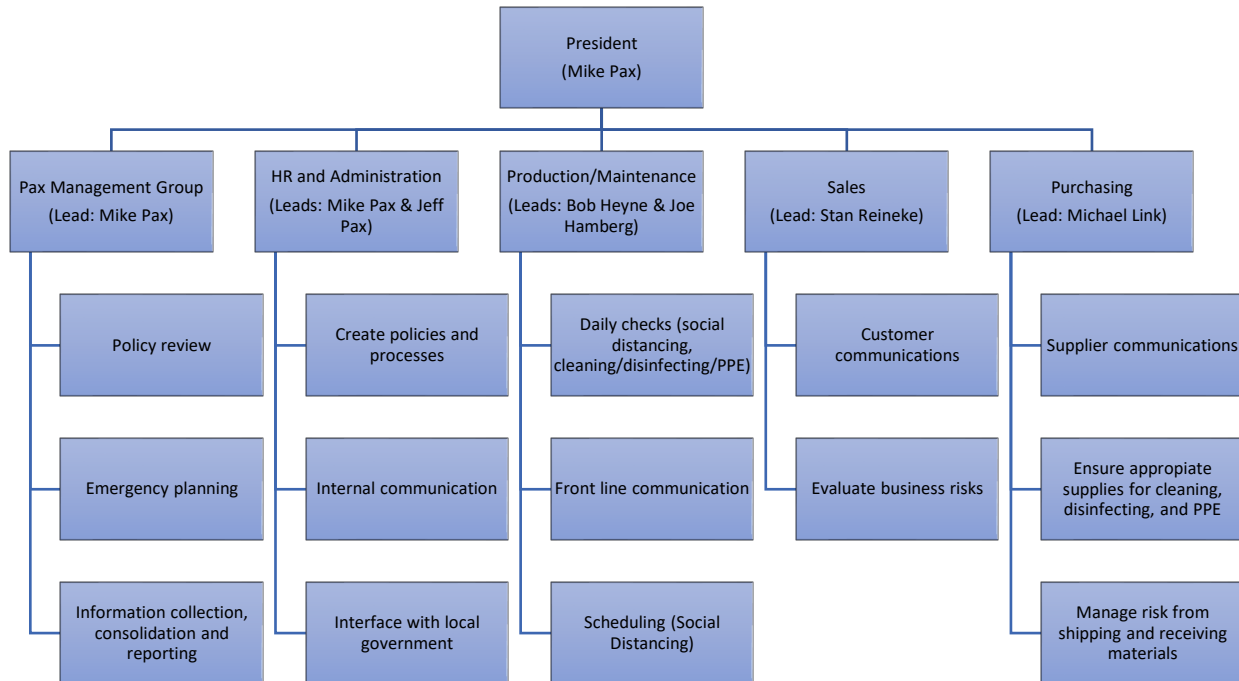 President
(Mike Pax)
Pax Management Group
(Lead: Mike Pax)
HR and Administration
(Leads: Mike Pax & Jeff
Pax)
Production/Maintenance
(Leads: Bob Heyne & Joe
Hamberg)
Sales
(Lead: Stan Reineke)
Purchasing
(Lead: Michael Link)
Policy review
Emergency planning
Information collection,
consolidation and
reporting
Create policies and
processes
Internal communication
Interface with local
government
Daily checks (social
distancing,
cleaning/disinfecting/PPE)
Front line communication
Scheduling (Social
Distancing)
Customer
communications
Evaluate business risks
Supplier communications
Ensure appropiate
supplies for cleaning,
disinfecting, and PPE
Manage risk from
shipping and receiving
materials